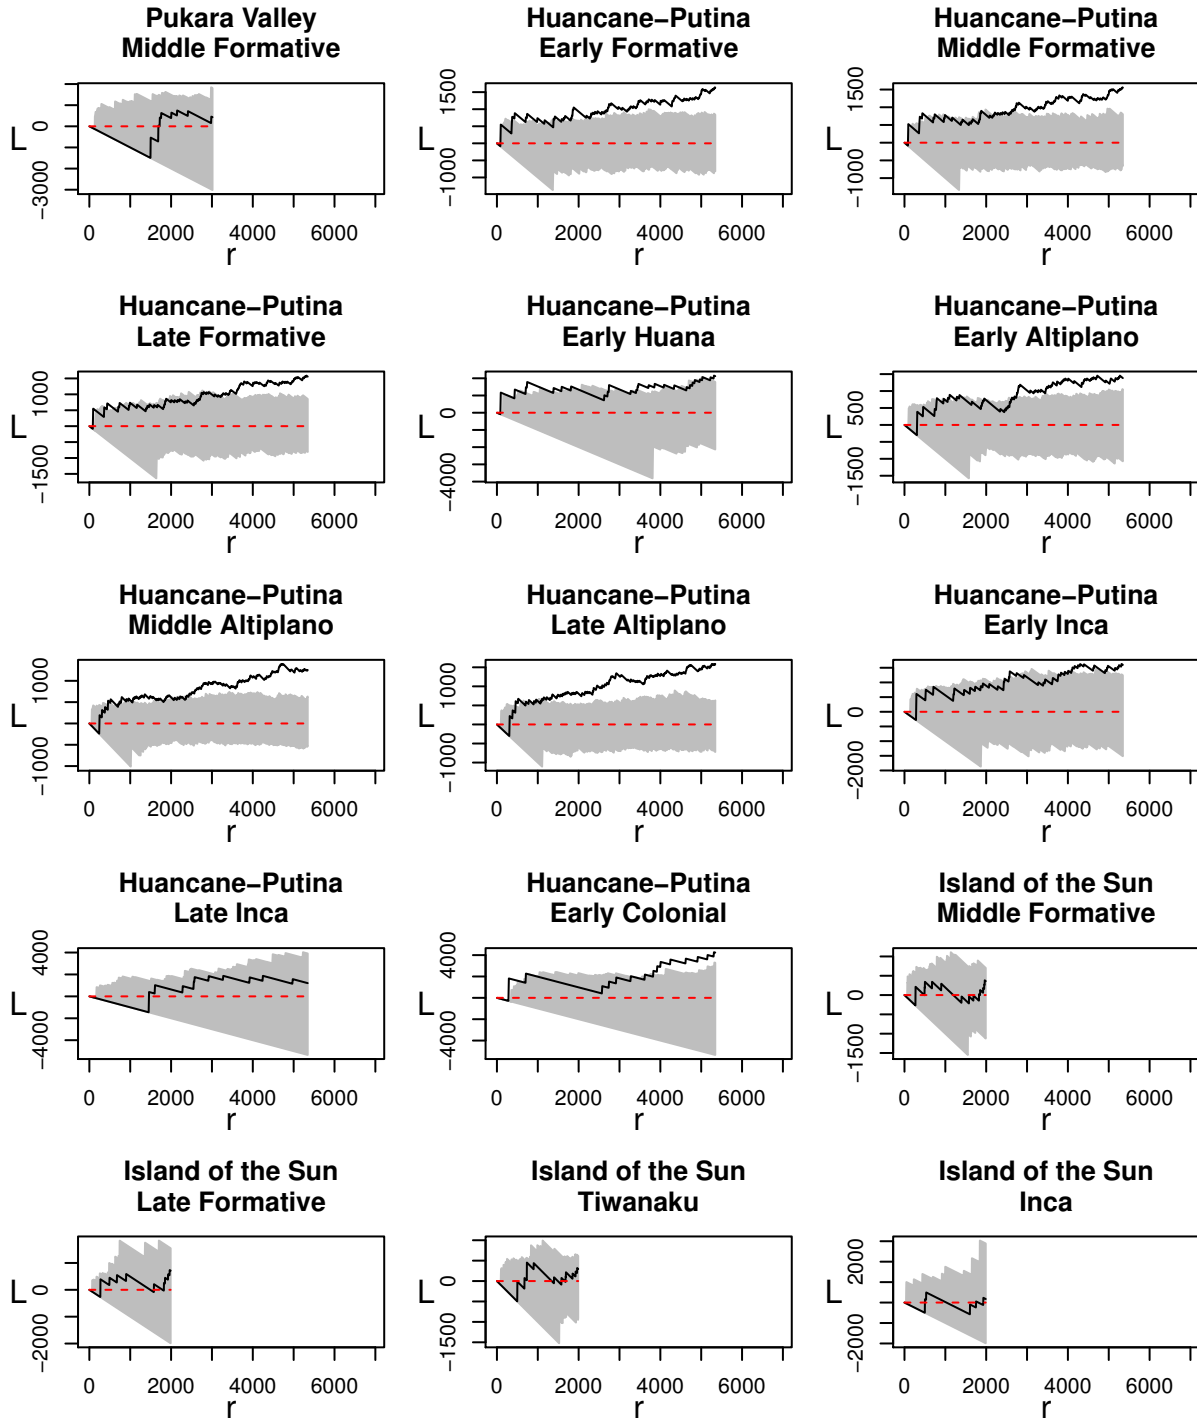 Pukara Valley
Middle Formative
L
−3000 0
0 2000 4000 6000
r
Huancane−Putina
Early Formative
L
−1000 1500
0 2000 4000 6000
r
Huancane−Putina
Middle Formative
L
−1000 1500
0 2000 4000 6000
r
Huancane−Putina
Late Formative
L
−1500 1000
0 2000 4000 6000
r
Huancane−Putina
Early Huana
L
−4000 0
0 2000 4000 6000
r
Huancane−Putina
Early Altiplano
L
−1500 500
0 2000 4000 6000
r
Huancane−Putina
Middle Altiplano
L
−1000 1000
0 2000 4000 6000
r
Huancane−Putina
Late Altiplano
L
−1000 1000
0 2000 4000 6000
r
Huancane−Putina
Early Inca
L
−2000 0
0 2000 4000 6000
r
Huancane−Putina
Late Inca
L
−4000 0 4000
0 2000 4000 6000
r
Huancane−Putina
Early Colonial
L
−4000 0 4000
0 2000 4000 6000
r
Island of the Sun
Middle Formative
L
−1500 0
0 2000 4000 6000
r
Island of the Sun
Late Formative
L
−2000 0
0 2000 4000 6000
r
Island of the Sun
Tiwanaku
L
−1500 0
0 2000 4000 6000
r
Island of the Sun
Inca
L
−2000 2000
0 2000 4000 6000
r